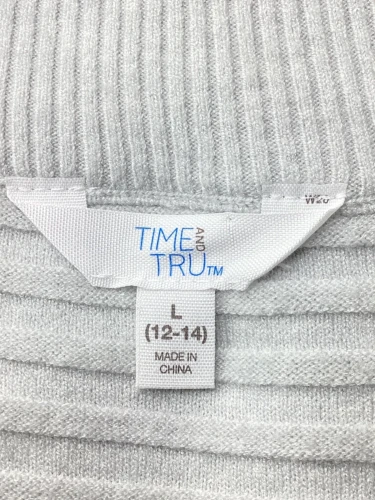 TIME AND
TRU™
L
(12-14)
MADE IN
CHINA